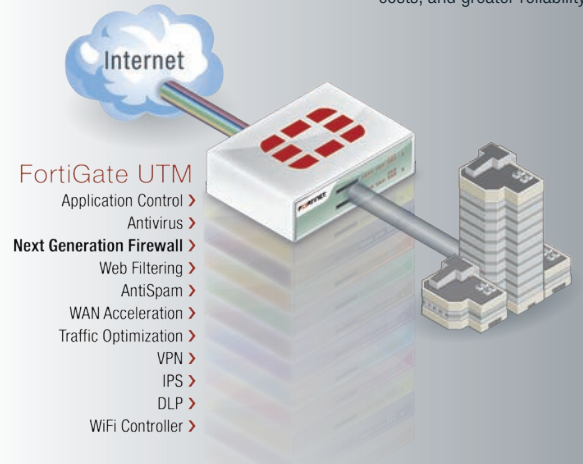 costs, and greater reliability
Internet
FortiGate UTM
Application Control ❯
Antivirus ❯
Next Generation Firewall ❯
Web Filtering ❯
AntiSpam ❯
WAN Acceleration ❯
Traffic Optimization ❯
VPN ❯
IPS ❯
DLP ❯
WiFi Controller ❯
FORTINET